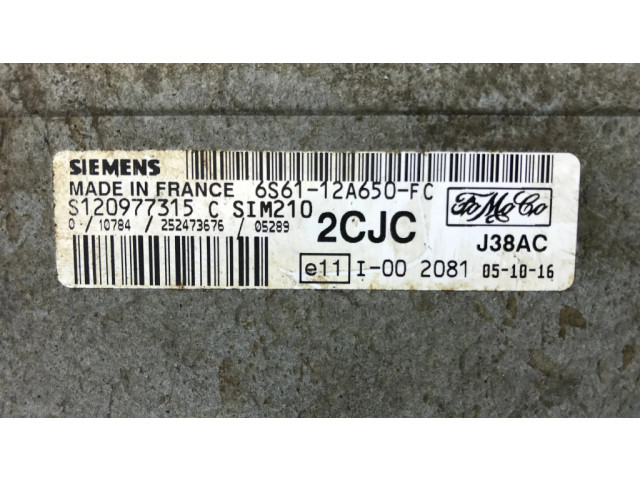 SIEMENS
MADE IN FRANCE 6S61-12A650-FC
S120977315 C SIM210
0 / 10784 / 252473676 / 05289
2CJC
FoMoCo
J38AC
e11 I-00 2081 05-10-16